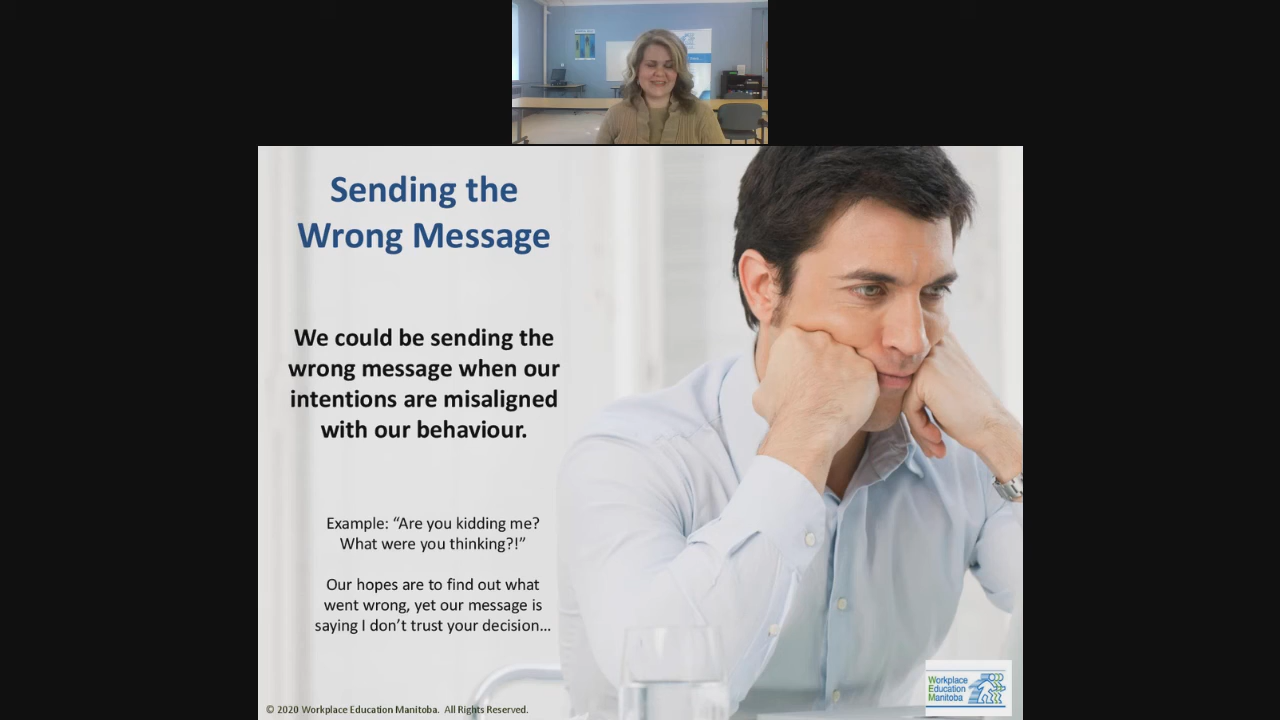 Sending the
Wrong Message
We could be sending the
wrong message when our
intentions are misaligned
with our behaviour.
Example: “Are you kidding me?
What were you thinking?!”
Our hopes are to find out what
went wrong, yet our message is
saying I don’t trust your decision...
Workplace
Education
Manitoba
© 2020 Workplace Education Manitoba. All Rights Reserved.